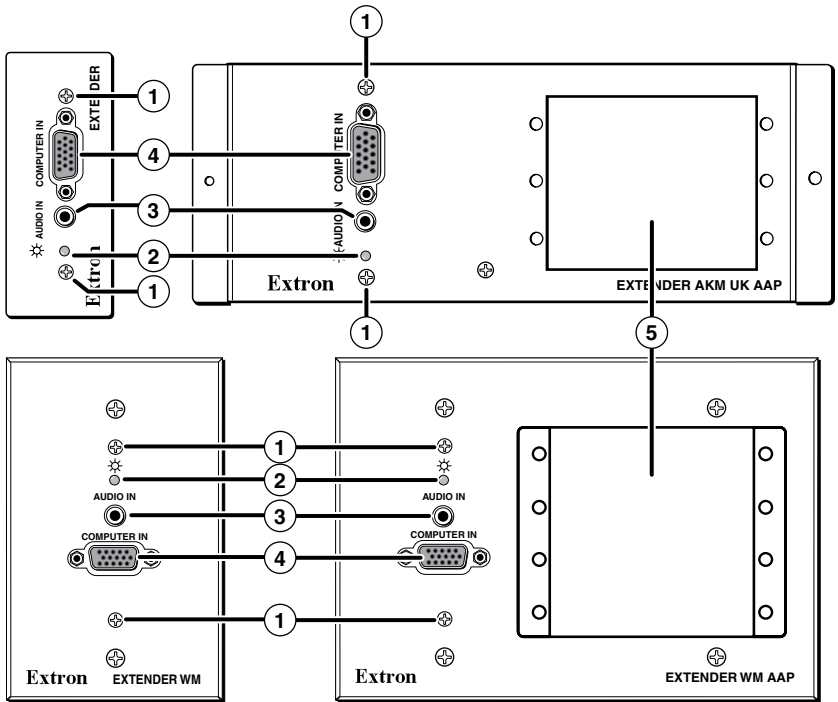 1
1
EXTENDER
COMPUTER IN
4
COMPUTER IN
AUDIO IN
3
AUDIO IN
2
Extron
1
Extron
1
EXTENDER AKM UK AAP
5
1
2
AUDIO IN
3
AUDIO IN
COMPUTER IN
4
COMPUTER IN
1
Extron
EXTENDER WM
Extron
EXTENDER WM AAP